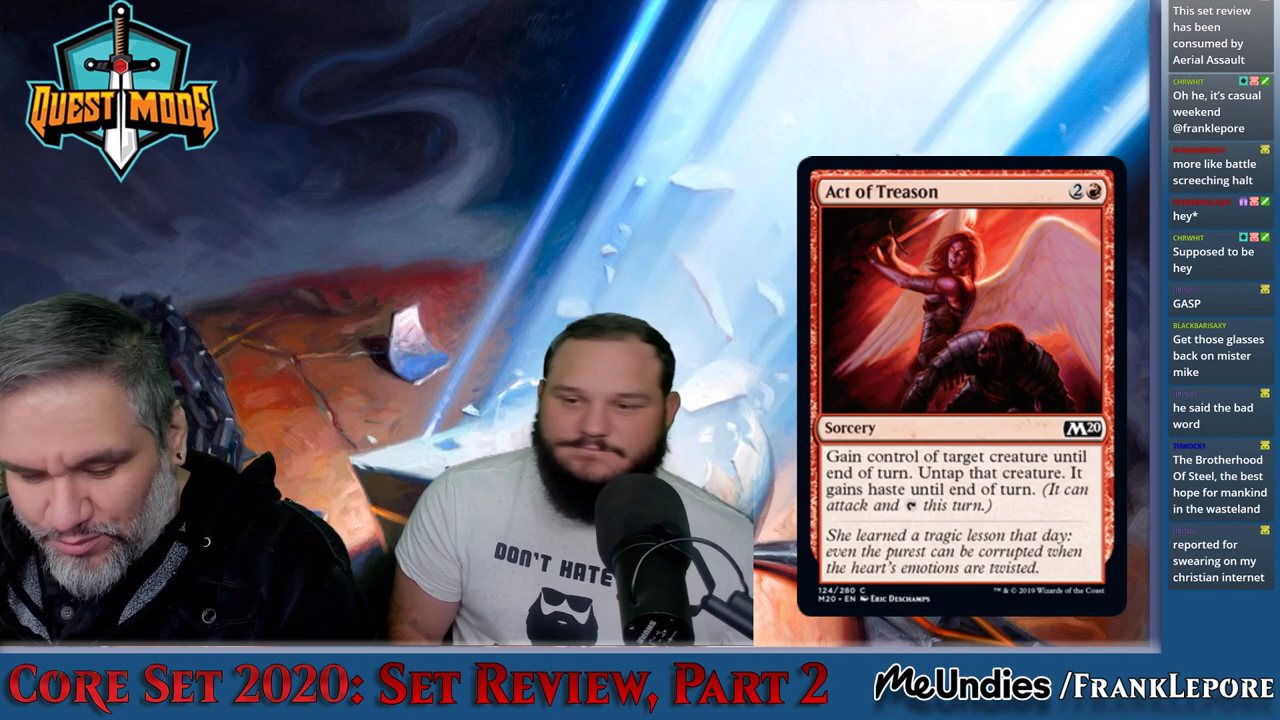 QUEST MODE
This set review
has been
consumed by
Aerial Assault
CHRWHIT
Oh he, it's casual
weekend
@franklepore
more like battle
screeching halt
hey*
CHRWHIT
Supposed to be
hey
GASP
BLACKBARISAXY
Get those glasses
back on mister
mike
he said the bad
word
The Brotherhood
Of Steel, the best
hope for mankind
in the wasteland
reported for
swearing on my
christian internet
Act of Treason 2
Sorcery M20
Gain control of target creature until
end of turn. Untap that creature. It
gains haste until end of turn. (It can
attack and this turn.)
She learned a tragic lesson that day:
even the purest can be corrupted when
the heart's emotions are twisted.
124/280 C
M20 • EN ERIC DESCHAMPS
™ & © 2019 Wizards of the Coast
DON'T HATE
CORE SET 2020: SET REVIEW, PART 2
MeUndies /FRANKLEPORE